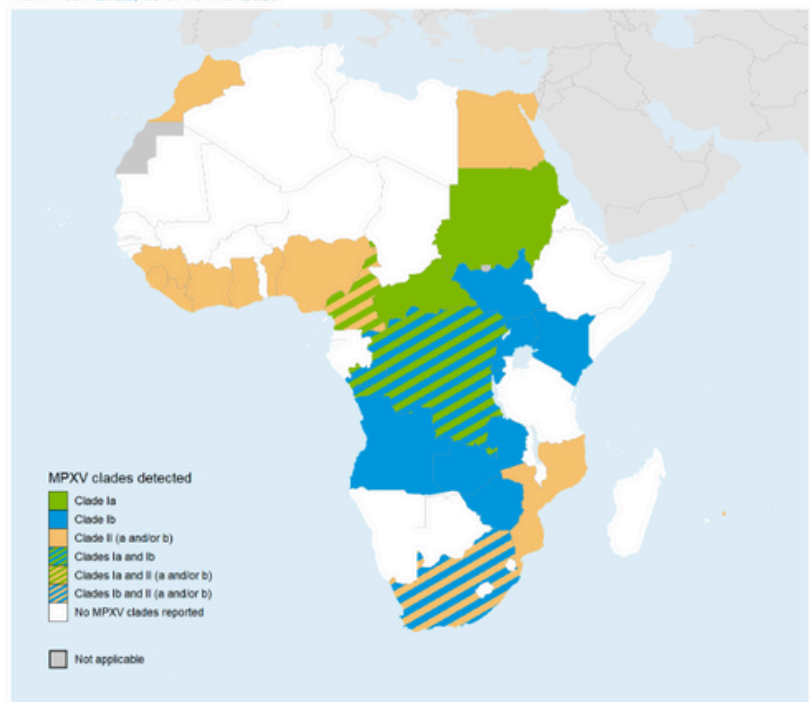 MPXV clades detected
Clade Ia
Clade Ib
Clade II (a and/or b)
Clades Ia and Ib
Clades Ia and II (a and/or b)
Clades Ib and II (a and/or b)
No MPXV clades reported
Not applicable